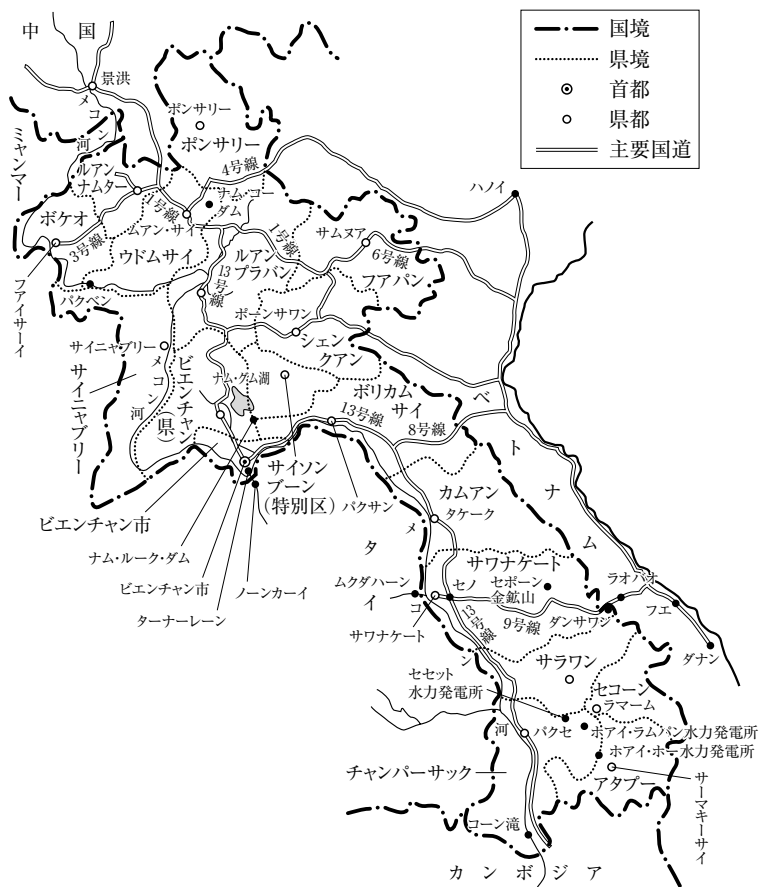 国境
県境
首都
県都
主要国道
中国
景洪
メコン河
ミャンマー
ポンサリー
ポンサリー
4号線
ルアン
ナムター
ナム・コー
ダム
ハノイ
ボケオ
1号線
ムアン・サイ
3号線
ウドムサイ
1号線
サムヌア
6号線
ルアン
プラバン
13号線
フアパン
パクベン
ファイサーイ
ポーンサワン
シェン
クアン
サイニャブリー
サイニャブリー
メコン河
ビエンチャン
(県)
ナム・グム湖
ボリカム
サイ
ベトナム
13号線
8号線
サイソン
ブーン
(特別区)
パクサン
カムアン
タケーク
ビエンチャン市
ナム・ルーク・ダム
ビエンチャン市
ターナーレーン
ノーンカーイ
タイ
メコン河
サワナケート
ムクダハーン
セノ
セポーン
金鉱山
ラオバオ
フエ
サワナケート
13号線
9号線
ダンサワン
ダナン
サラワン
セセット
水力発電所
セコーン
ラマーム
パクセ
ホアイ・ラムパン水力発電所
ホアイ・ホー水力発電所
チャンパーサック
アタプー
サーマキーサイ
コーン滝
カンボジア